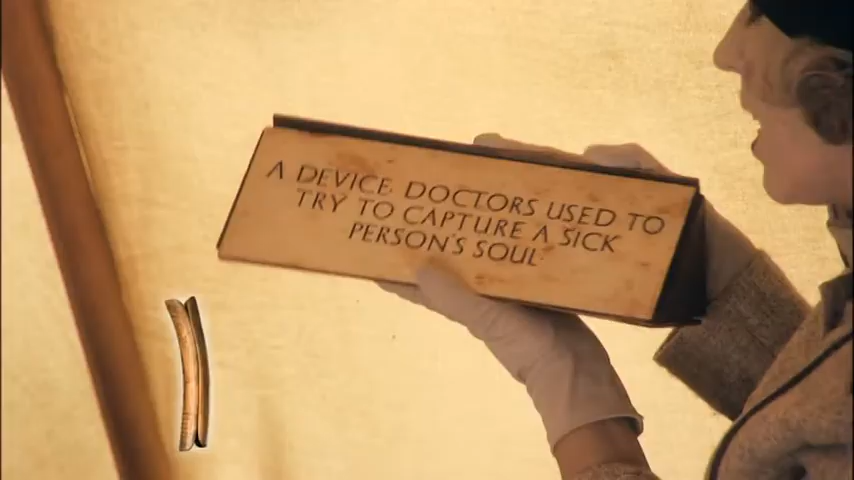 A DEVICE DOCTORS USED TO
TRY TO CAPTURE A SICK
PERSON'S SOUL